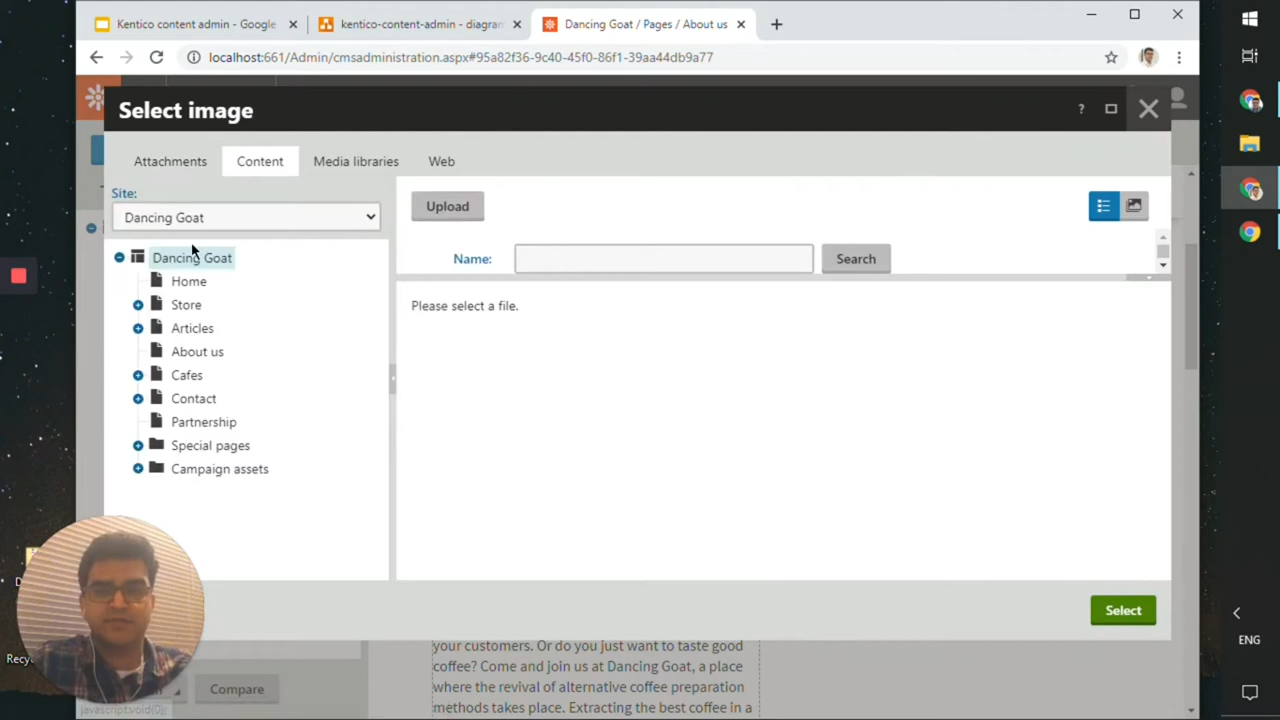 Kentico content admin - Google
kentico-content-admin - diagram
Dancing Goat / Pages / About us
localhost:661/Admin/cmsadministration.aspx#95a82f36-9c40-45f0-86f1-39aa44db9a77
Select image
?
Attachments Content Media libraries Web
Site:
Dancing Goat
Upload
Name:
Search
Dancing Goat
Home
Store
Articles
About us
Cafes
Contact
Partnership
Special pages
Campaign assets
Please select a file.
Select
your customers. Or do you just want to taste good
coffee? Come and join us at Dancing Goat, a place
where the revival of alternative coffee preparation
methods takes place. Extracting the best coffee in a
Compare
javascript:void(0)
ENG